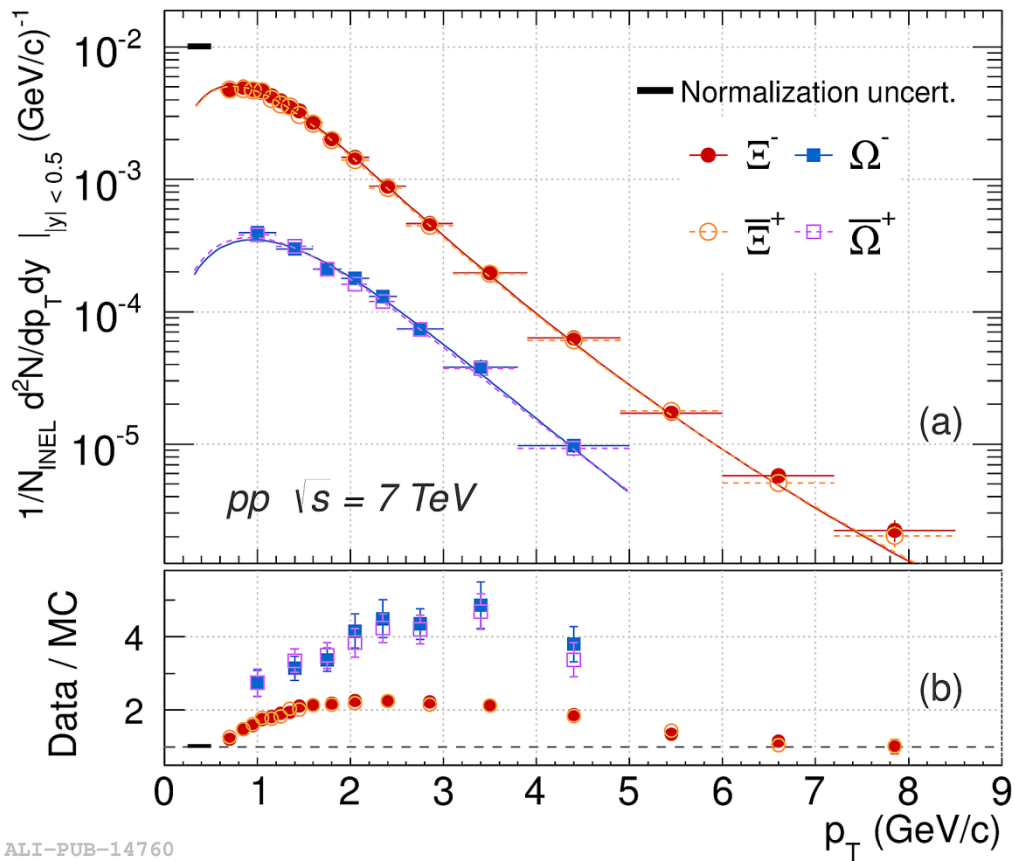 1/N_INEL d²N/dp_Tdy |_|y| < 0.5 (GeV/c)⁻¹
10⁻²
10⁻³
10⁻⁴
10⁻⁵
Normalization uncert.
Ξ⁻ Ω⁻
Ξ̅⁺ Ω̅⁺
(a)
pp √s = 7 TeV
Data / MC
4
2
(b)
0 1 2 3 4 5 6 7 8 9
p_T (GeV/c)
ALI-PUB-14760